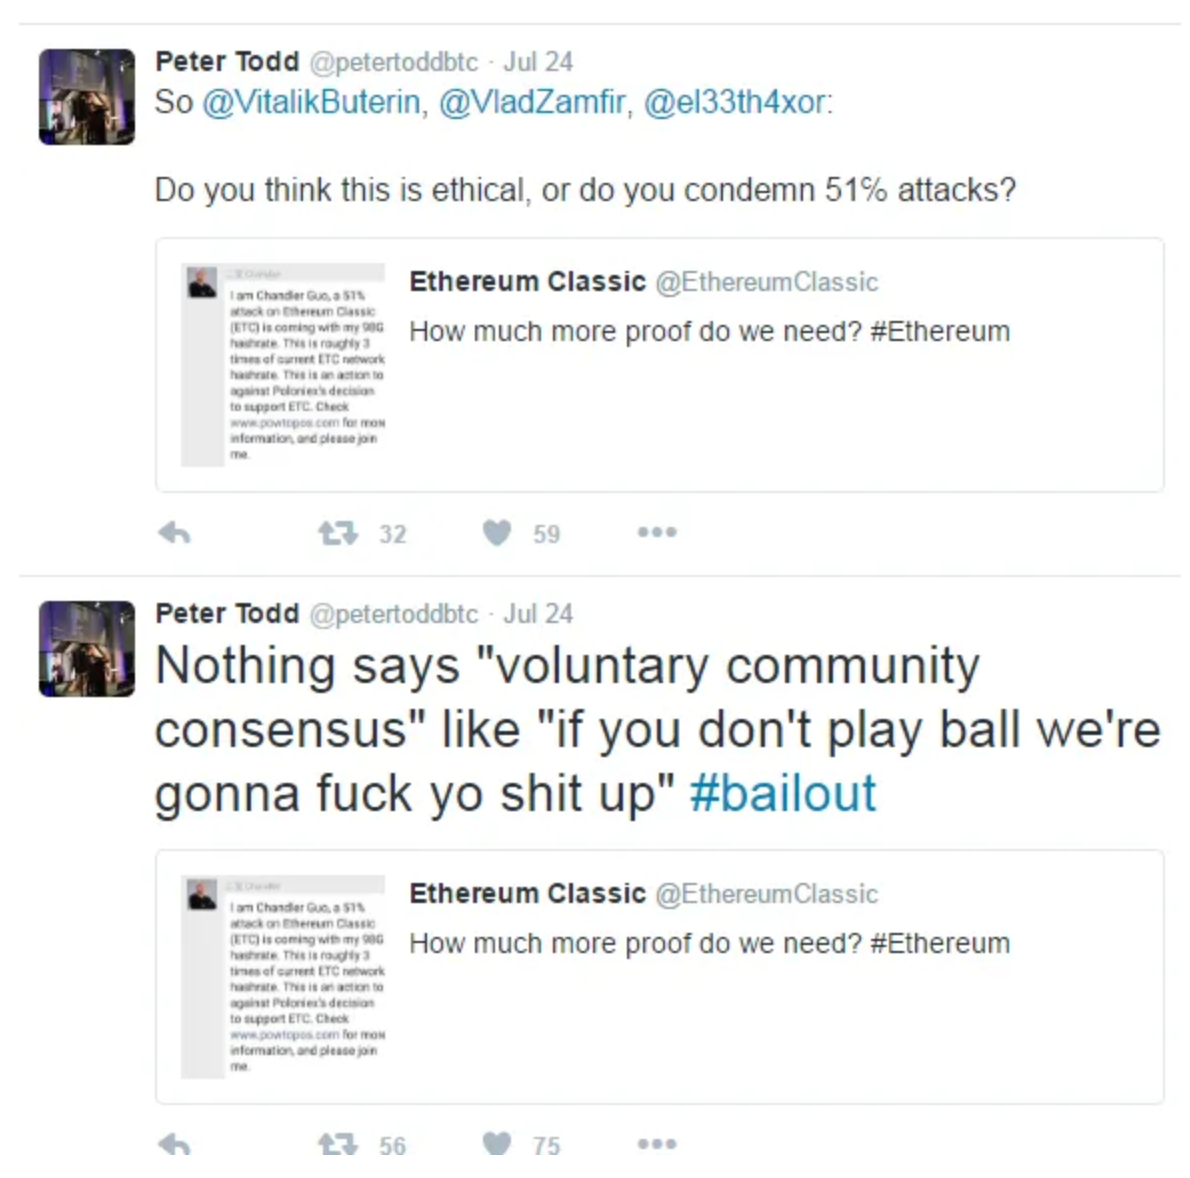 Peter Todd @petertoddbtc · Jul 24
So @VitalikButerin, @VladZamfir, @el33th4xor:
Do you think this is ethical, or do you condemn 51% attacks?
Chandler
I am Chandler Guo, a 51%
attack on Ethereum Classic
(ETC) is coming with my 98G
hashrate. This is roughly 3
times of current ETC network
hashrate. This is an action to
against Poloniex's decision
to support ETC. Check
www.powtopos.com for more
information, and please join
me.
Ethereum Classic @EthereumClassic
How much more proof do we need? #Ethereum
32 59
Peter Todd @petertoddbtc · Jul 24
Nothing says "voluntary community
consensus" like "if you don't play ball we're
gonna fuck yo shit up" #bailout
Chandler
I am Chandler Guo, a 51%
attack on Ethereum Classic
(ETC) is coming with my 98G
hashrate. This is roughly 3
times of current ETC network
hashrate. This is an action to
against Poloniex's decision
to support ETC. Check
www.powtopos.com for more
information, and please join
me.
Ethereum Classic @EthereumClassic
How much more proof do we need? #Ethereum
56 75